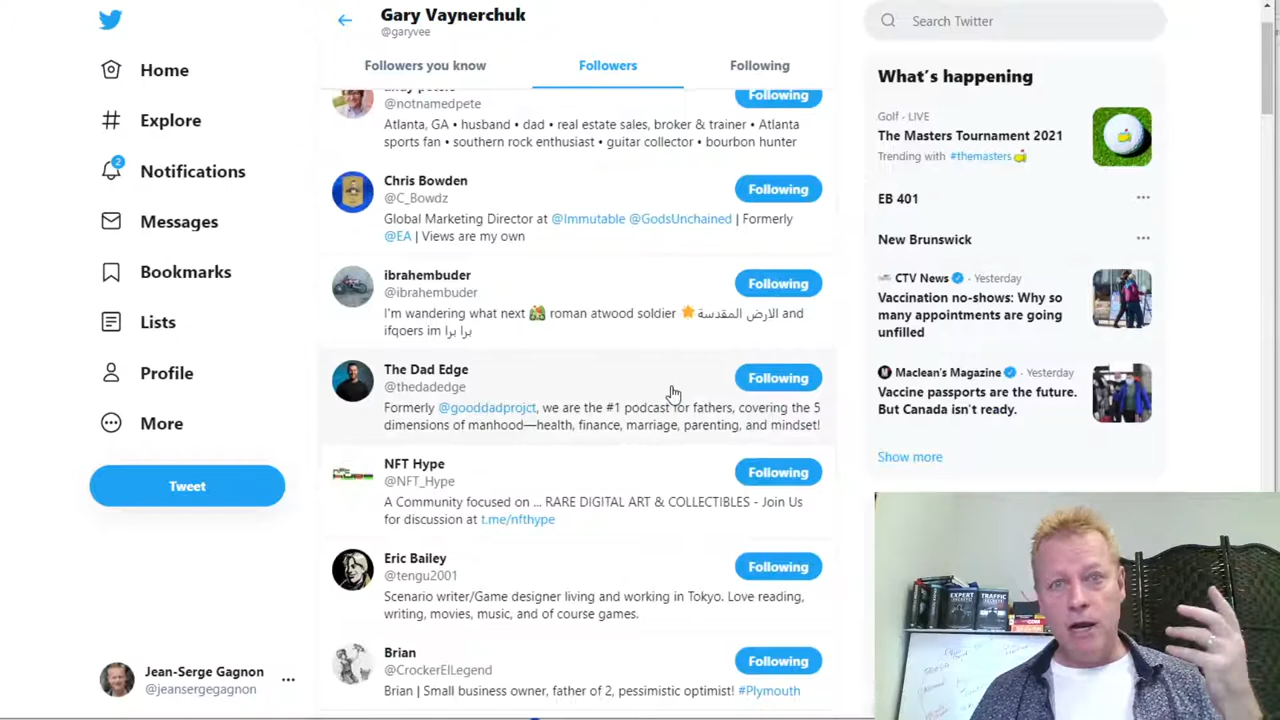 Home
Explore
2
Notifications
Messages
Bookmarks
Lists
Profile
More
Tweet
Jean-Serge Gagnon
@jeansergegagnon
Gary Vaynerchuk
@garyvee
Followers you know
Followers
Following
@notnamedpete
Following
Atlanta, GA • husband • dad • real estate sales, broker & trainer • Atlanta
sports fan • southern rock enthusiast • guitar collector • bourbon hunter
Chris Bowden
@C_Bowdz
Following
Global Marketing Director at @Immutable @GodsUnchained | Formerly
@EA | Views are my own
ibrahembuder
@ibrahembuder
Following
I'm wandering what next roman atwood soldier الارض المقدسة and
ifqoers im برا برا
The Dad Edge
@thedadedge
Following
Formerly @gooddadprojct, we are the #1 podcast for fathers, covering the 5
dimensions of manhood—health, finance, marriage, parenting, and mindset!
NFT Hype
@NFT_Hype
Following
A Community focused on ... RARE DIGITAL ART & COLLECTIBLES - Join Us
for discussion at t.me/nfthype
Eric Bailey
@tengu2001
Following
Scenario writer/Game designer living and working in Tokyo. Love reading,
writing, movies, music, and of course games.
Brian
@CrockerElLegend
Following
Brian | Small business owner, father of 2, pessimistic optimist! #Plymouth
Search Twitter
What's happening
Golf - LIVE
The Masters Tournament 2021
Trending with #themasters
EB 401
New Brunswick
CTV News - Yesterday
Vaccination no-shows: Why so
many appointments are going
unfilled
Maclean's Magazine - Yesterday
Vaccine passports are the future.
But Canada isn't ready.
Show more
EXPERT
SECRETS
TRAFFIC
SECRETS